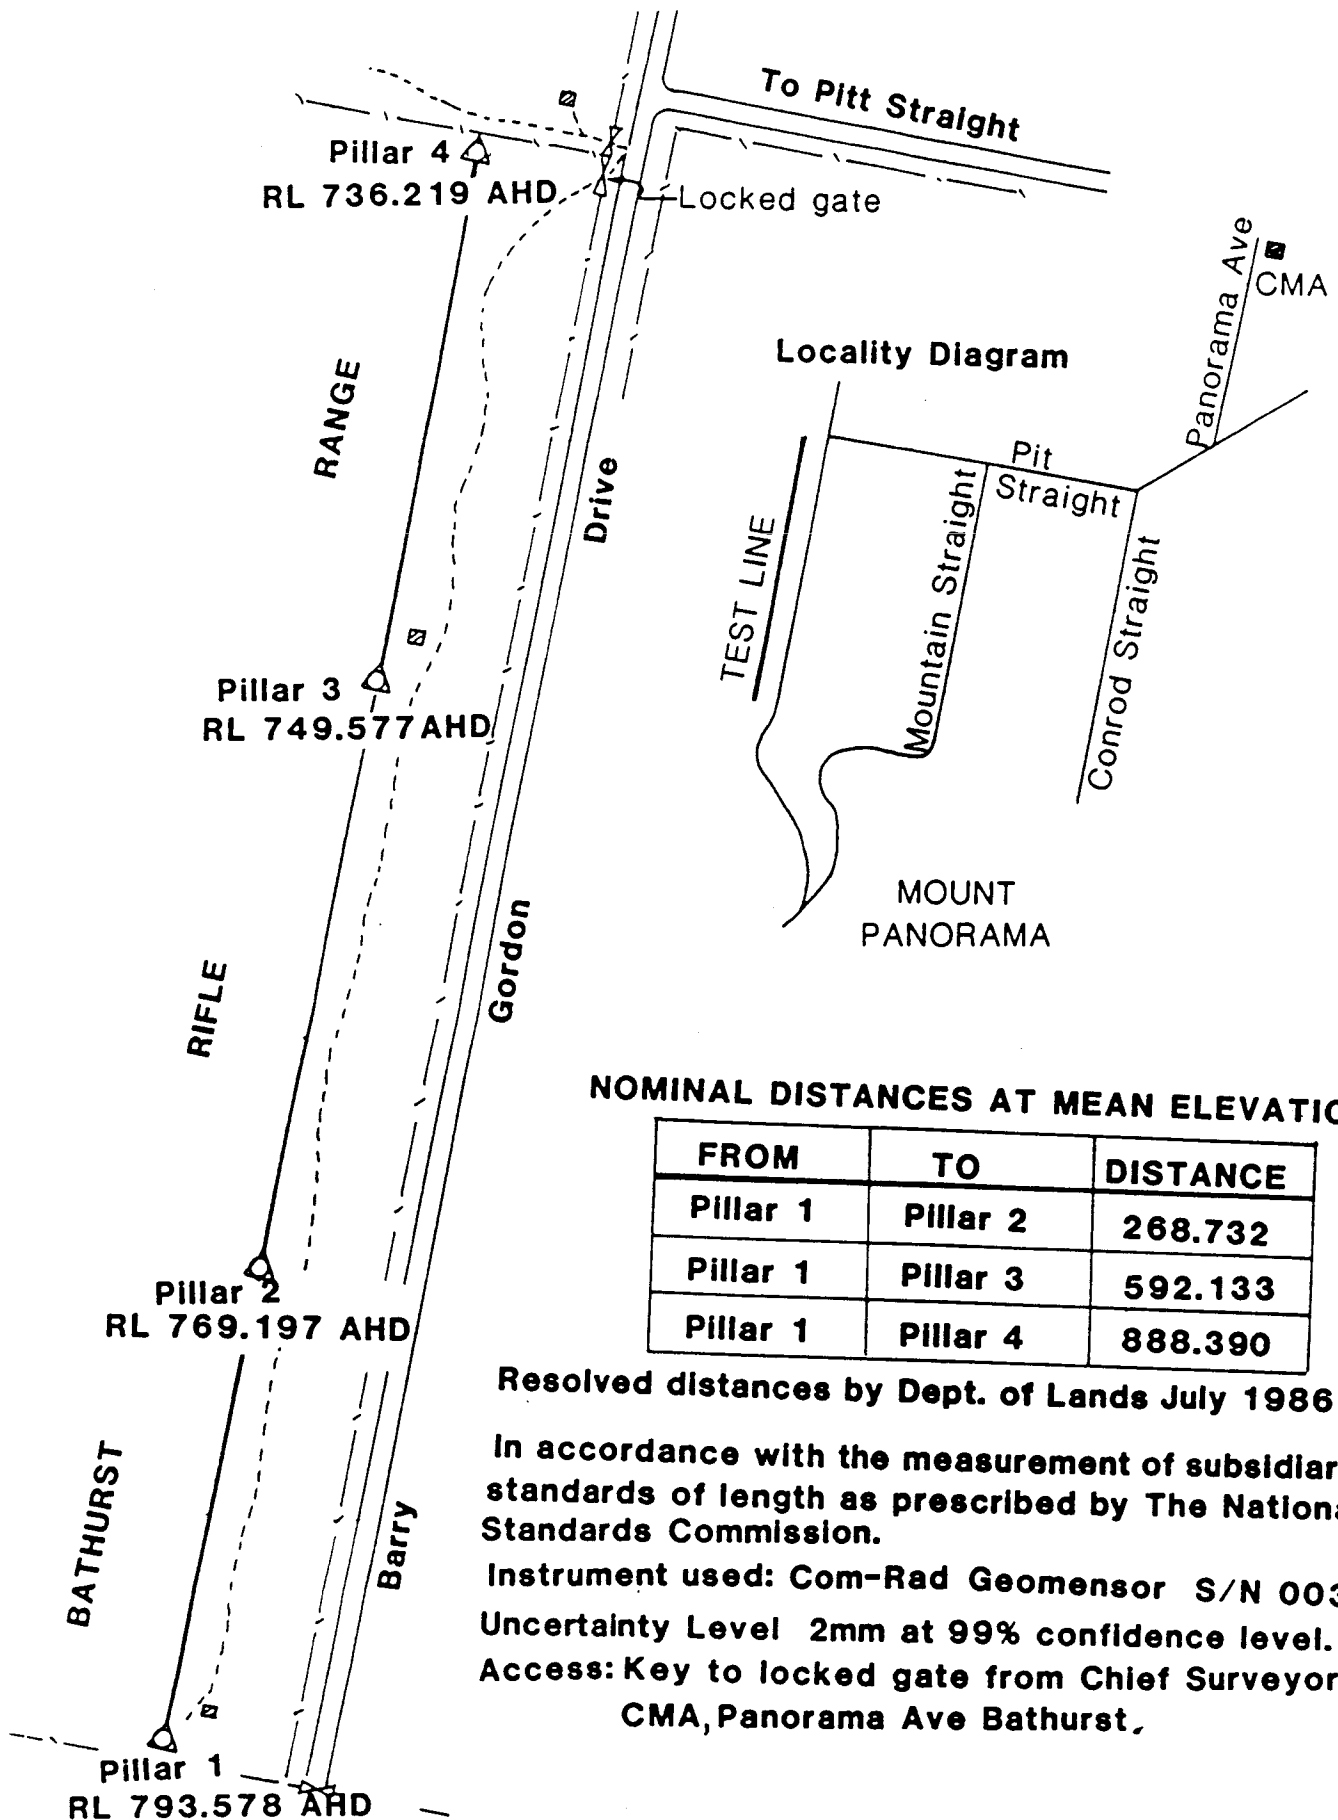 To Pitt Straight
Pillar 4
RL 736.219 AHD
Locked gate
Panorama Ave
CMA
Locality Diagram
RANGE
Pit
Straight
Drive
TEST LINE
Mountain Straight
Conrod Straight
Pillar 3
RL 749.577 AHD
MOUNT
PANORAMA
Gordon
RIFLE
NOMINAL DISTANCES AT MEAN ELEVATIO
FROM TO DISTANCE
Pillar 1 Pillar 2 268.732
Pillar 1 Pillar 3 592.133
Pillar 1 Pillar 4 888.390
Pillar 2
RL 769.197 AHD
Resolved distances by Dept. of Lands July 1986
In accordance with the measurement of subsidiar
standards of length as prescribed by The Nationa
Standards Commission.
BATHURST
Barry
Instrument used: Com-Rad Geomensor S/N 003
Uncertainty Level 2mm at 99% confidence level.
Access: Key to locked gate from Chief Surveyor
CMA, Panorama Ave Bathurst.
Pillar 1
RL 793.578 AHD